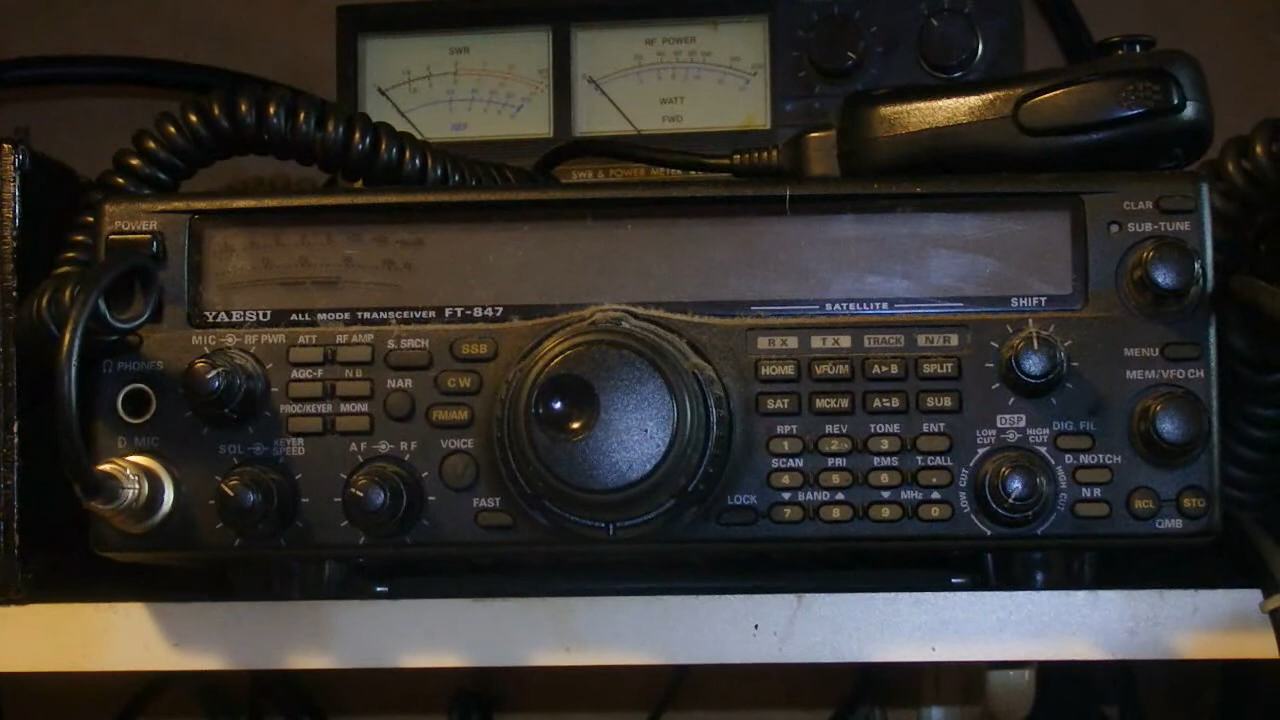 SWR
RF POWER
WATT
FWD
SWR & POWER METER
POWER
CLAR
SUB-TUNE
YAESU ALL MODE TRANSCEIVER FT-847
SATELLITE
SHIFT
MIC RF PWR
ATT RF AMP
S. SRCH
SSB
RX TX TRACK N/R
MENU
PHONES
AGC-F NB
NAR
CW
HOME VFO/M A▶B SPLIT
MEM/VFO CH
PROC/KEYER MONI
FM/AM
SAT MCK/W A⇆B SUB
D MIC
SQL KEYER SPEED
AF RF
VOICE
RPT REV TONE ENT
1 2 3
DSP
LOW CUT HIGH CUT
DIG. FIL
SCAN PRI PMS T.CALL
4 5 6 .
LOW CUT HIGH CUT
D.NOTCH
FAST
LOCK
▼ BAND ▲ ▼ MHz ▲
7 8 9 0
NR
RCL STO
QMB